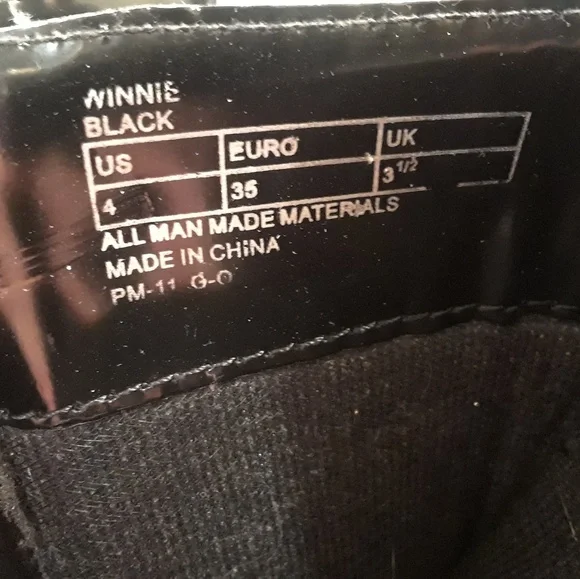 WINNIE
BLACK
US EURO UK
4 35 3 1/2
ALL MAN MADE MATERIALS
MADE IN CHINA
PM-11 G-O